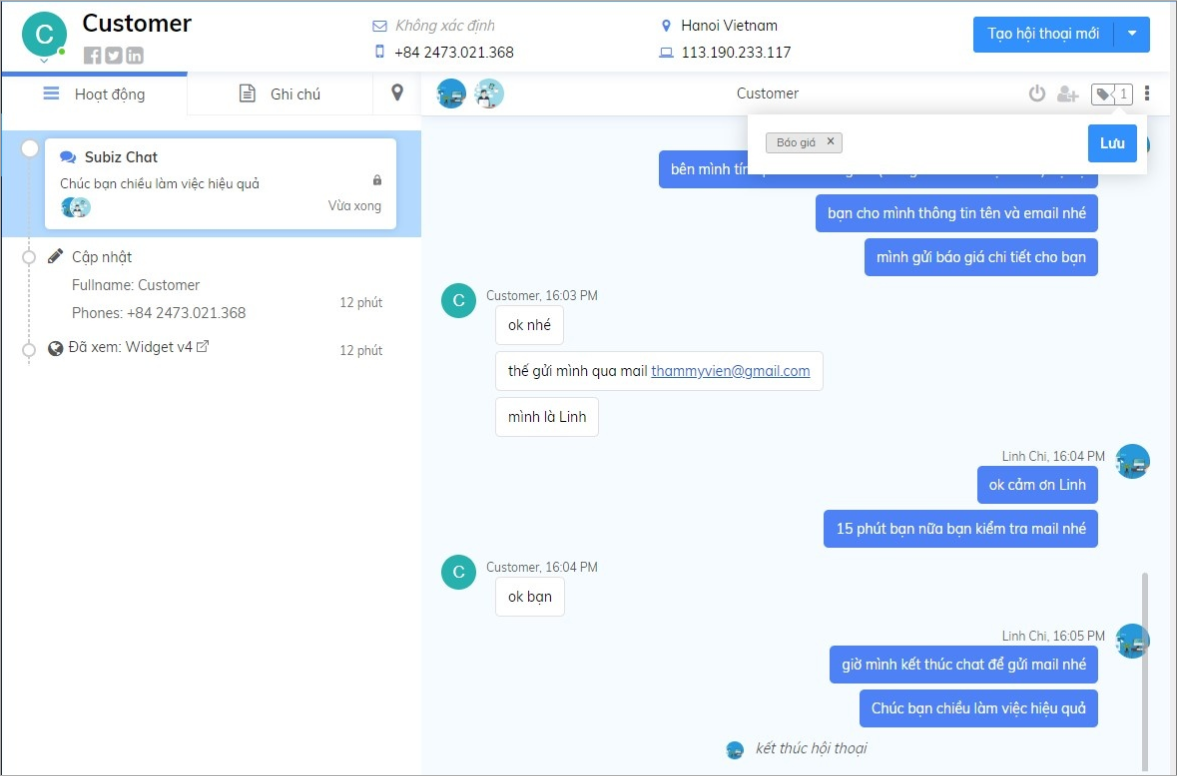 C
Customer
Không xác định
+84 2473.021.368
Hanoi Vietnam
113.190.233.117
Tạo hội thoại mới
Hoạt động
Ghi chú
Customer
1
Báo giá ×
Lưu
Subiz Chat
Chúc bạn chiều làm việc hiệu quả
Vừa xong
Cập nhật
Fullname: Customer
Phones: +84 2473.021.368
12 phút
Đã xem: Widget v4
12 phút
bên mình
bạn cho mình thông tin tên và email nhé
mình gửi báo giá chi tiết cho bạn
C
Customer, 16:03 PM
ok nhé
thế gửi mình qua mail thammyvien@gmail.com
mình là Linh
Linh Chi, 16:04 PM
ok cảm ơn Linh
15 phút bạn nữa bạn kiểm tra mail nhé
C
Customer, 16:04 PM
ok bạn
Linh Chi, 16:05 PM
giờ mình kết thúc chat để gửi mail nhé
Chúc bạn chiều làm việc hiệu quả
kết thúc hội thoại